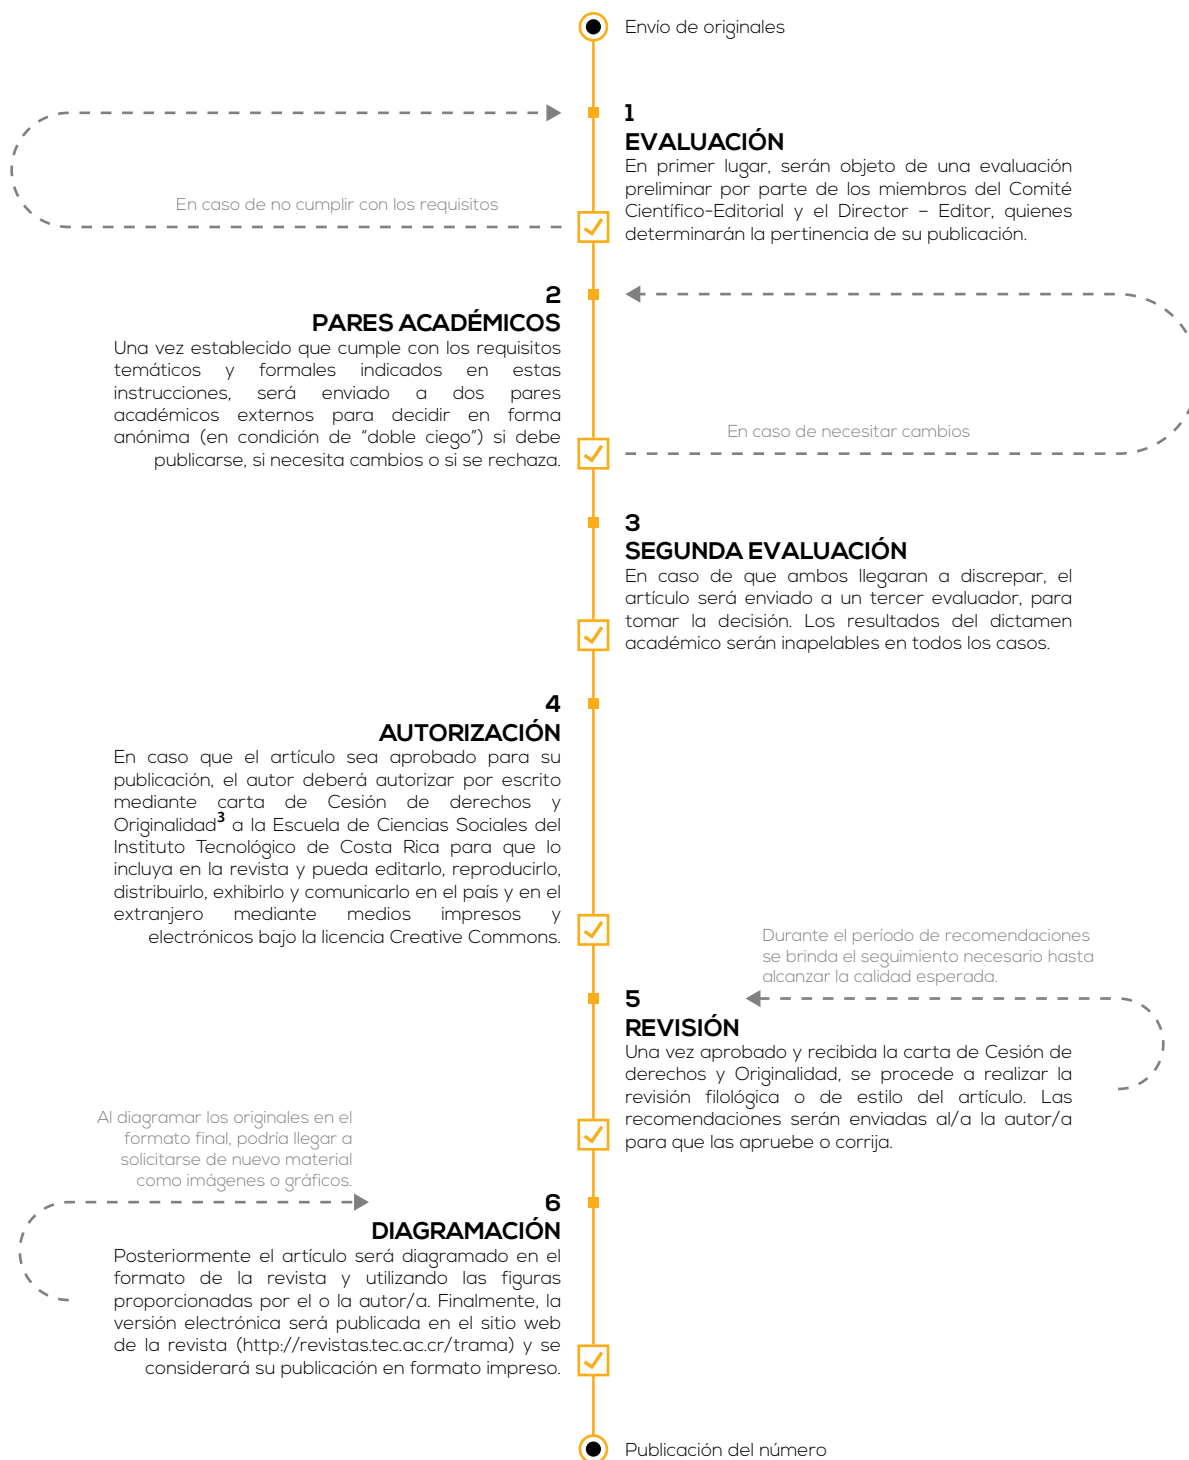 Envío de originales
1
EVALUACIÓN
En primer lugar, serán objeto de una evaluación
preliminar por parte de los miembros del Comité
Científico-Editorial y el Director – Editor, quienes
determinarán la pertinencia de su publicación.
En caso de no cumplir con los requisitos
2
PARES ACADÉMICOS
Una vez establecido que cumple con los requisitos
temáticos y formales indicados en estas
instrucciones, será enviado a dos pares
académicos externos para decidir en forma
anónima (en condición de “doble ciego”) si debe
publicarse, si necesita cambios o si se rechaza.
En caso de necesitar cambios
3
SEGUNDA EVALUACIÓN
En caso de que ambos llegaran a discrepar, el
artículo será enviado a un tercer evaluador, para
tomar la decisión. Los resultados del dictamen
académico serán inapelables en todos los casos.
4
AUTORIZACIÓN
En caso que el artículo sea aprobado para su
publicación, el autor deberá autorizar por escrito
mediante carta de Cesión de derechos y
Originalidad³ a la Escuela de Ciencias Sociales del
Instituto Tecnológico de Costa Rica para que lo
incluya en la revista y pueda editarlo, reproducirlo,
distribuirlo, exhibirlo y comunicarlo en el país y en el
extranjero mediante medios impresos y
electrónicos bajo la licencia Creative Commons.
Durante el período de recomendaciones
se brinda el seguimiento necesario hasta
alcanzar la calidad esperada.
5
REVISIÓN
Una vez aprobado y recibida la carta de Cesión de
derechos y Originalidad, se procede a realizar la
revisión filológica o de estilo del artículo. Las
recomendaciones serán enviadas al/a la autor/a
para que las apruebe o corrija.
Al diagramar los originales en el
formato final, podría llegar a
solicitarse de nuevo material
como imágenes o gráficos.
6
DIAGRAMACIÓN
Posteriormente el artículo será diagramado en el
formato de la revista y utilizando las figuras
proporcionadas por el o la autor/a. Finalmente, la
versión electrónica será publicada en el sitio web
de la revista (http://revistas.tec.ac.cr/trama) y se
considerará su publicación en formato impreso.
Publicación del número